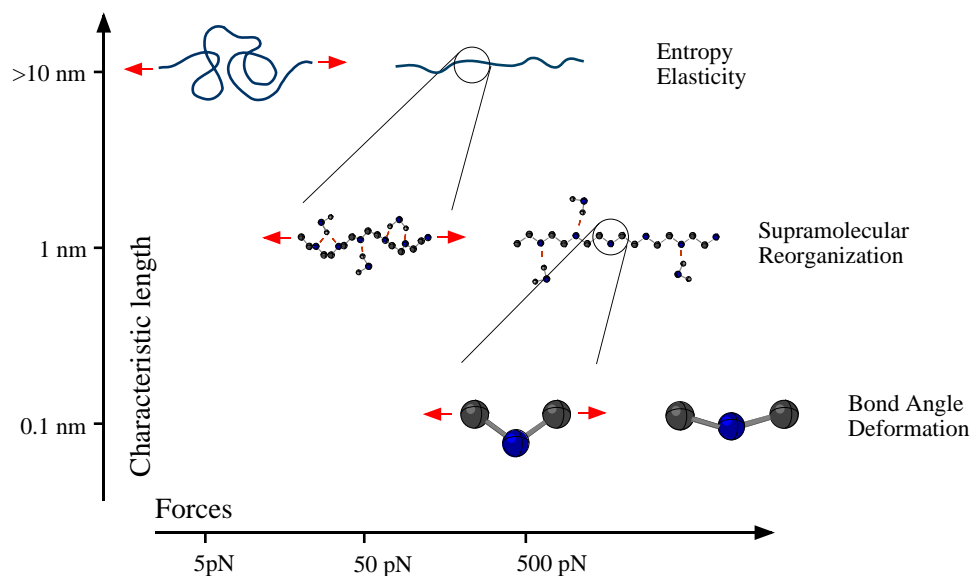 >10 nm
Entropy
Elasticity
1 nm
Supramolecular
Reorganization
Characteristic length
0.1 nm
Bond Angle
Deformation
Forces
5pN
50 pN
500 pN